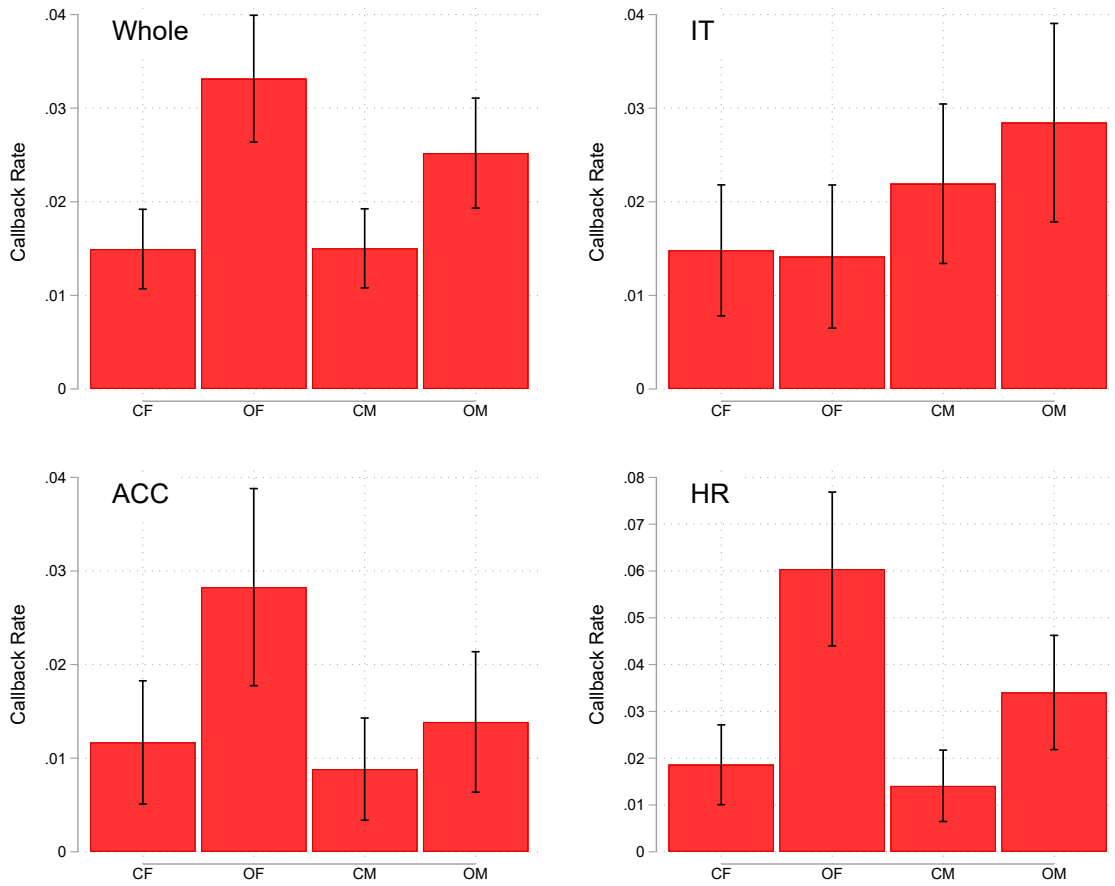 Whole
Callback Rate
.04
.03
.02
.01
0
CF OF CM OM
IT
Callback Rate
.04
.03
.02
.01
0
CF OF CM OM
ACC
Callback Rate
.04
.03
.02
.01
0
CF OF CM OM
HR
Callback Rate
.08
.07
.06
.05
.04
.03
.02
.01
0
CF OF CM OM